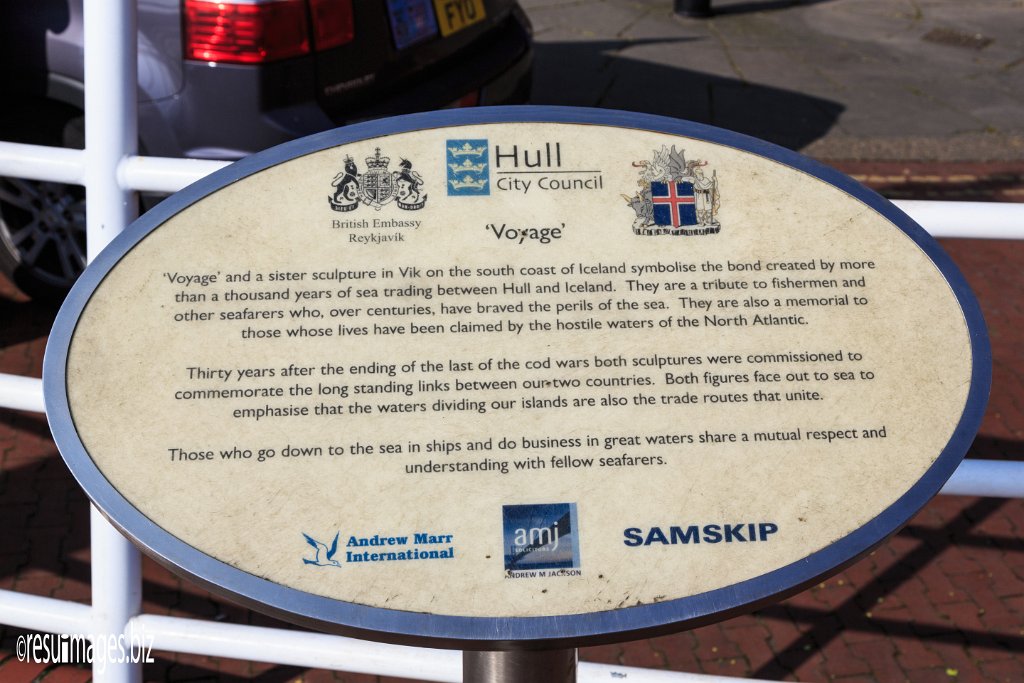 FYO
CHEVROLET
Hull
City Council
British Embassy
Reykjavík
'Voyage'
'Voyage' and a sister sculpture in Vik on the south coast of Iceland symbolise the bond created by more
than a thousand years of sea trading between Hull and Iceland. They are a tribute to fishermen and
other seafarers who, over centuries, have braved the perils of the sea. They are also a memorial to
those whose lives have been claimed by the hostile waters of the North Atlantic.
Thirty years after the ending of the last of the cod wars both sculptures were commissioned to
commemorate the long standing links between our two countries. Both figures face out to sea to
emphasise that the waters dividing our islands are also the trade routes that unite.
Those who go down to the sea in ships and do business in great waters share a mutual respect and
understanding with fellow seafarers.
Andrew Marr
International
amj
SOLICITORS
ANDREW M JACKSON
SAMSKIP
©resuimages.biz